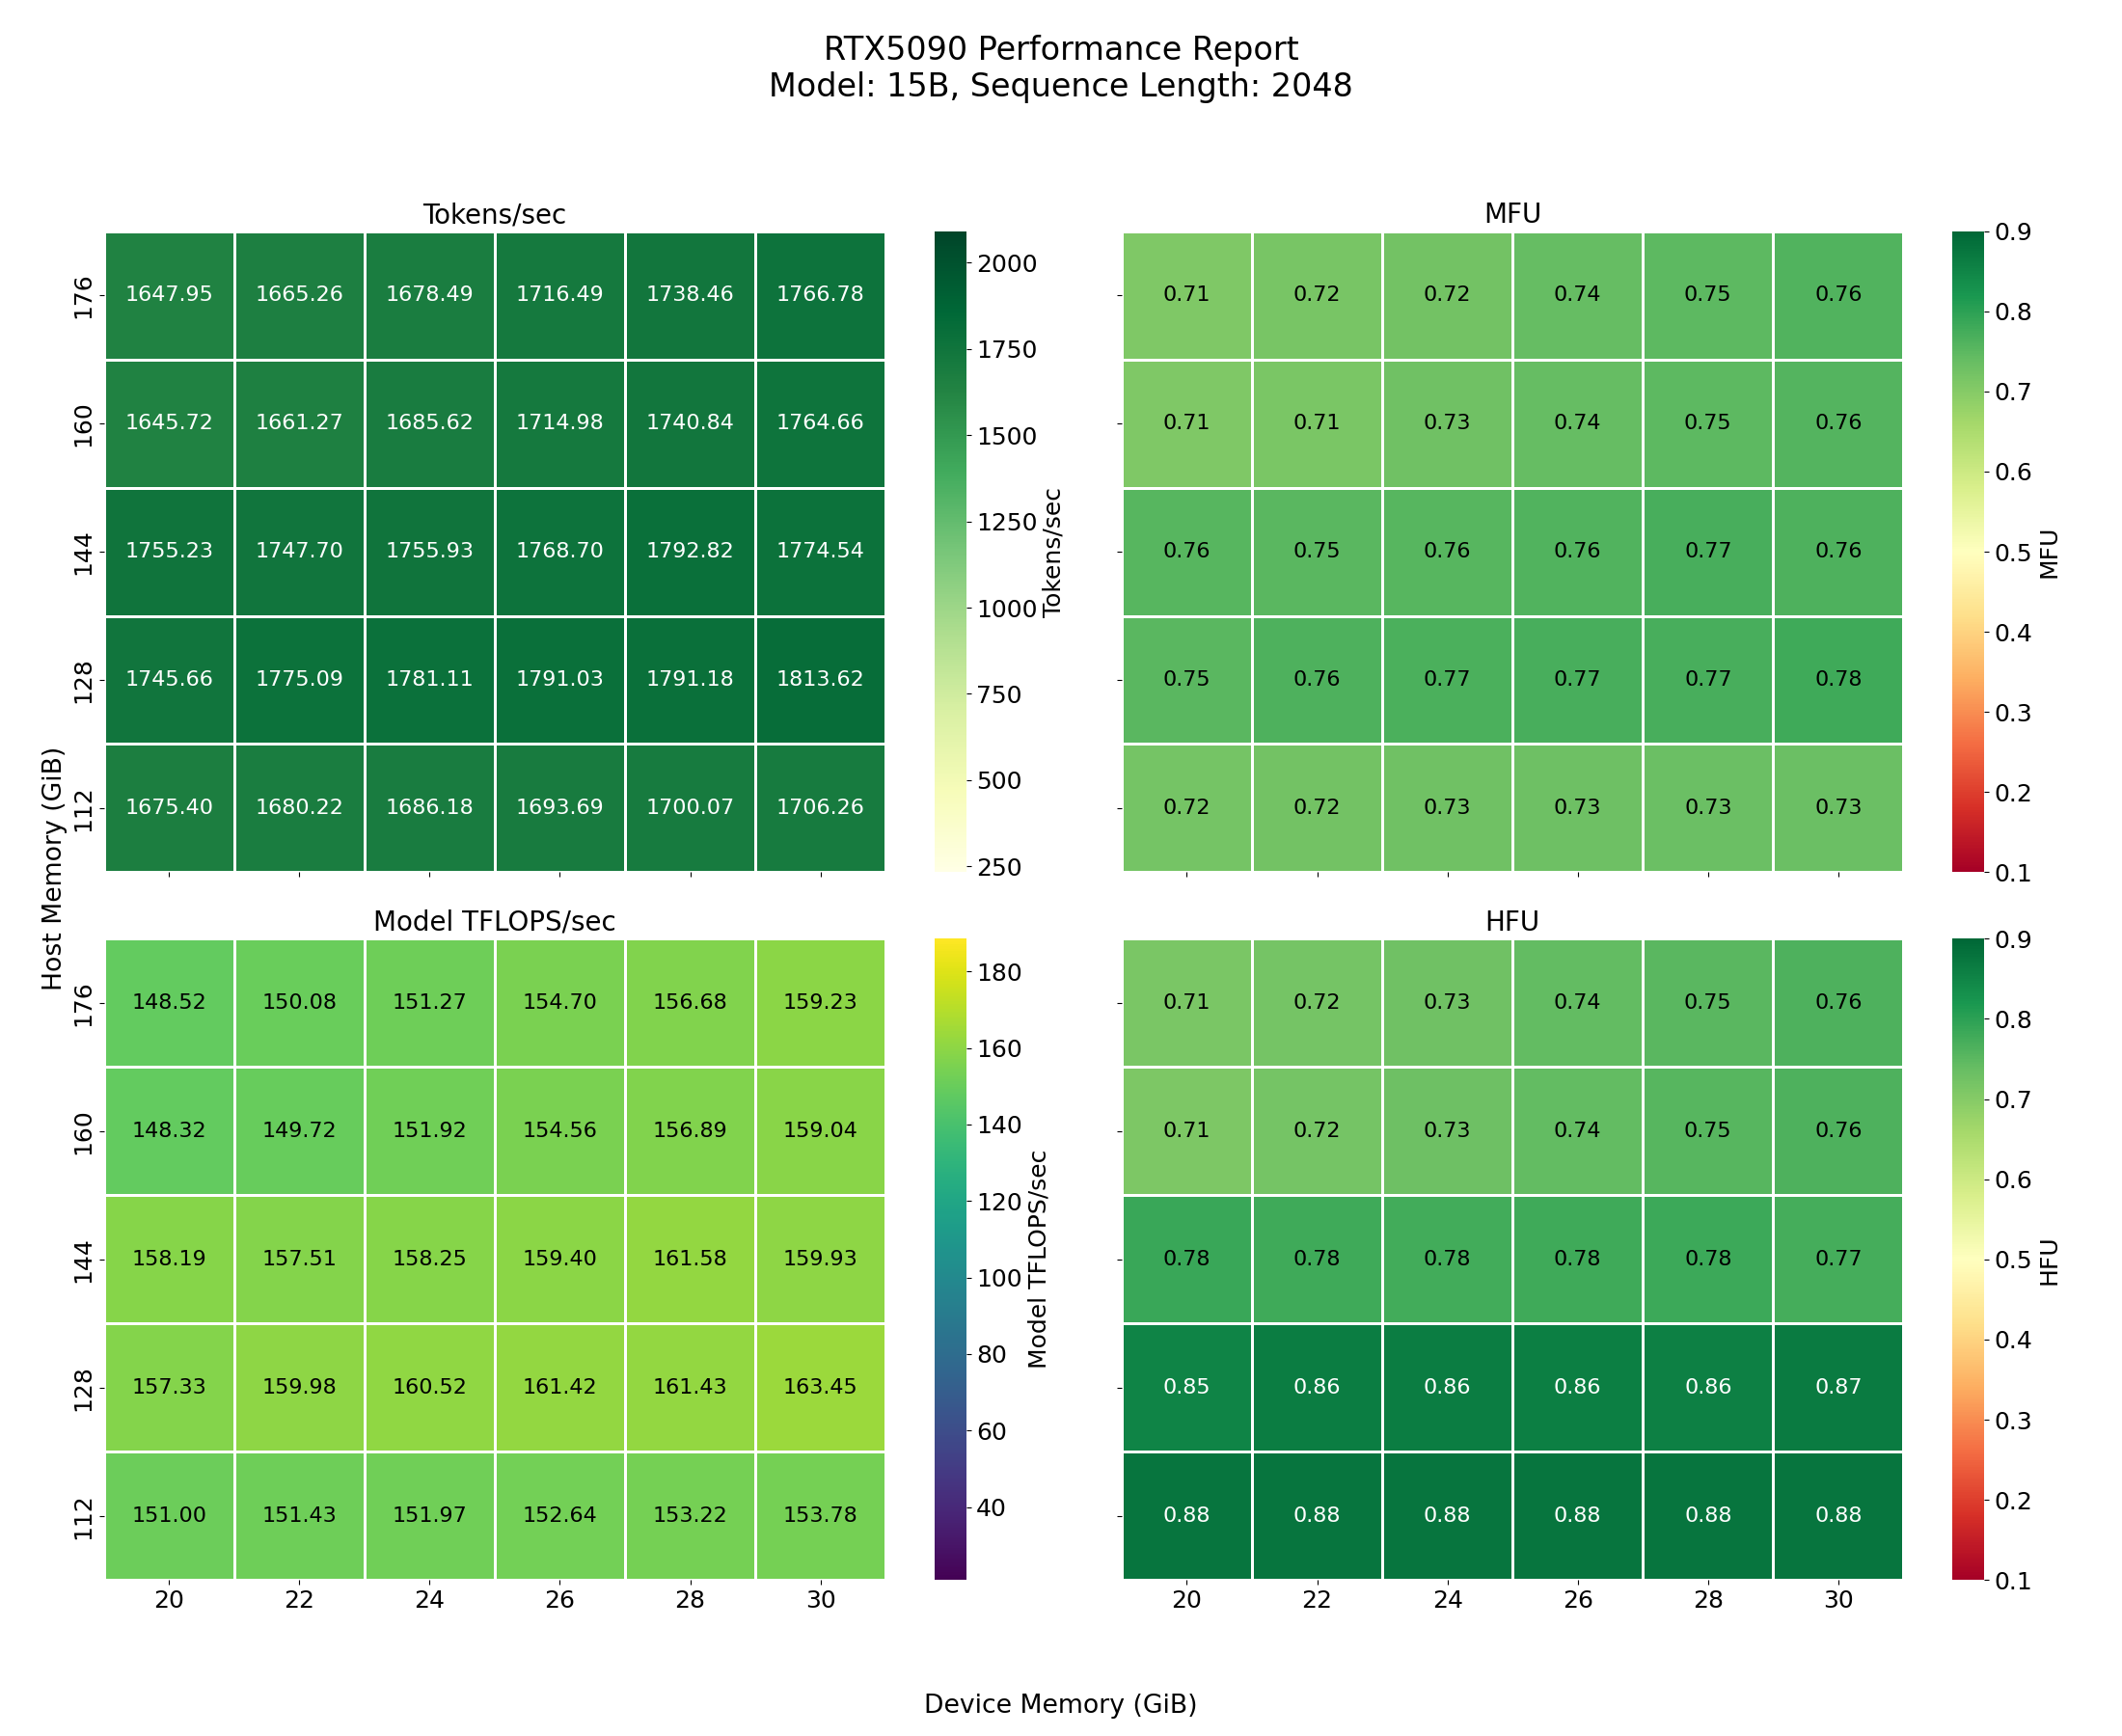 RTX5090 Performance Report
Model: 15B, Sequence Length: 2048
Tokens/sec
176 1647.95 1665.26 1678.49 1716.49 1738.46 1766.78
160 1645.72 1661.27 1685.62 1714.98 1740.84 1764.66
144 1755.23 1747.70 1755.93 1768.70 1792.82 1774.54
128 1745.66 1775.09 1781.11 1791.03 1791.18 1813.62
112 1675.40 1680.22 1686.18 1693.69 1700.07 1706.26
2000
1750
1500
1250
1000
750
500
250
Tokens/sec
MFU
0.71 0.72 0.72 0.74 0.75 0.76
0.71 0.71 0.73 0.74 0.75 0.76
0.76 0.75 0.76 0.76 0.77 0.76
0.75 0.76 0.77 0.77 0.77 0.78
0.72 0.72 0.73 0.73 0.73 0.73
0.9
0.8
0.7
0.6
0.5
0.4
0.3
0.2
0.1
MFU
Host Memory (GiB)
Model TFLOPS/sec
176 148.52 150.08 151.27 154.70 156.68 159.23
160 148.32 149.72 151.92 154.56 156.89 159.04
144 158.19 157.51 158.25 159.40 161.58 159.93
128 157.33 159.98 160.52 161.42 161.43 163.45
112 151.00 151.43 151.97 152.64 153.22 153.78
20 22 24 26 28 30
180
160
140
120
100
80
60
40
Model TFLOPS/sec
HFU
0.71 0.72 0.73 0.74 0.75 0.76
0.71 0.72 0.73 0.74 0.75 0.76
0.78 0.78 0.78 0.78 0.78 0.77
0.85 0.86 0.86 0.86 0.86 0.87
0.88 0.88 0.88 0.88 0.88 0.88
20 22 24 26 28 30
0.9
0.8
0.7
0.6
0.5
0.4
0.3
0.2
0.1
HFU
Device Memory (GiB)